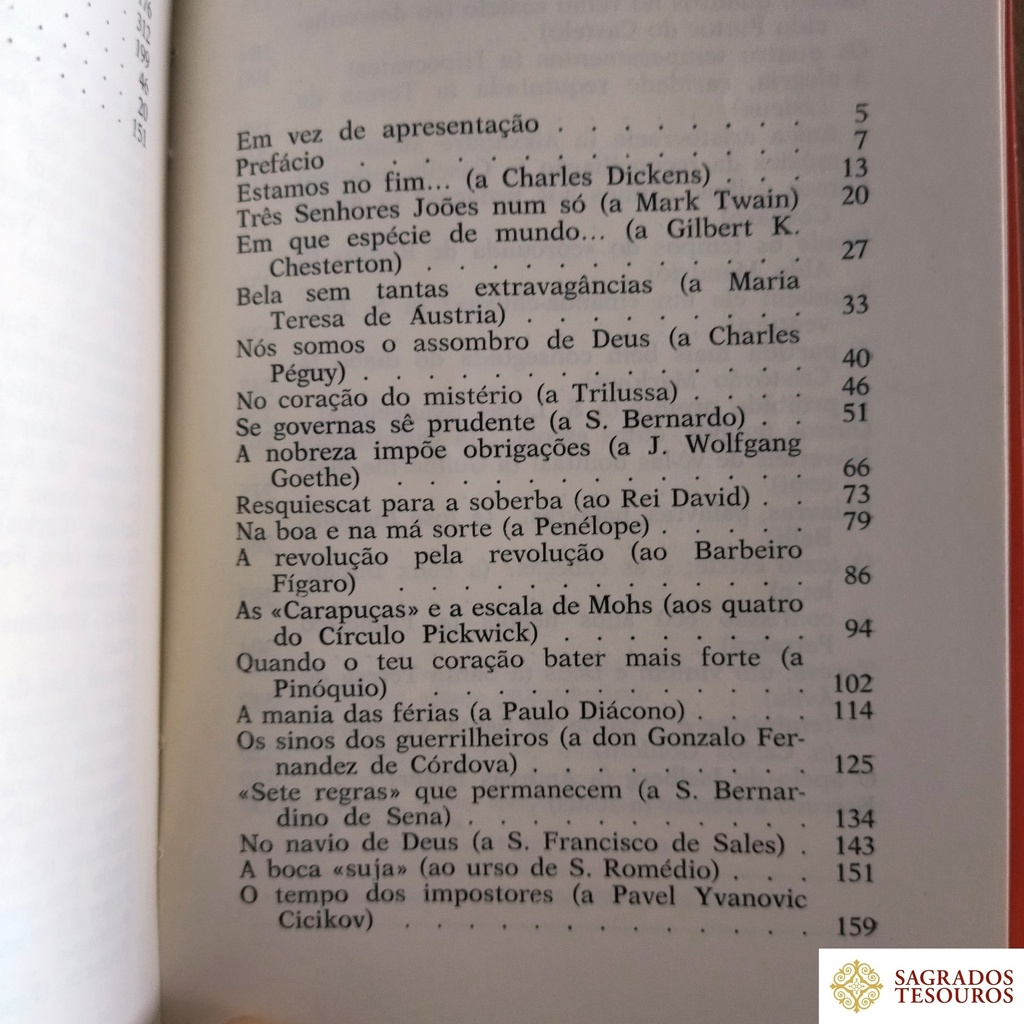 312
199
46
20
151
Em vez de apresentação . . . . . . . . 5
Prefácio . . . . . . . . . . . . . 7
Estamos no fim... (a Charles Dickens) . . . 13
Três Senhores Joões num só (a Mark Twain) 20
Em que espécie de mundo... (a Gilbert K.
Chesterton) . . . . . . . . . . . 27
Bela sem tantas extravagâncias (a Maria
Teresa de Áustria) . . . . . . . . . 33
Nós somos o assombro de Deus (a Charles
Péguy) . . . . . . . . . . . . . 40
No coração do mistério (a Trilussa) . . . . 46
Se governas sê prudente (a S. Bernardo) . . 51
A nobreza impõe obrigações (a J. Wolfgang
Goethe) . . . . . . . . . . . . 66
Resquiescat para a soberba (ao Rei David) . . 73
Na boa e na má sorte (a Penélope) . . . . . 79
A revolução pela revolução (ao Barbeiro
Fígaro) . . . . . . . . . . . . 86
As «Carapuças» e a escala de Mohs (aos quatro
do Círculo Pickwick) . . . . . . . . 94
Quando o teu coração bater mais forte (a
Pinóquio) . . . . . . . . . . . 102
A mania das férias (a Paulo Diácono) . . . . 114
Os sinos dos guerrilheiros (a don Gonzalo Fer-
nandez de Córdova) . . . . . . . . . 125
«Sete regras» que permanecem (a S. Bernar-
dino de Sena) . . . . . . . . . . . 134
No navio de Deus (a S. Francisco de Sales) . 143
A boca «suja» (ao urso de S. Romédio) . . . 151
O tempo dos impostores (a Pavel Yvanovic
Cicikov) . . . . . . . . . . . . 159
SAGRADOS
TESOUROS